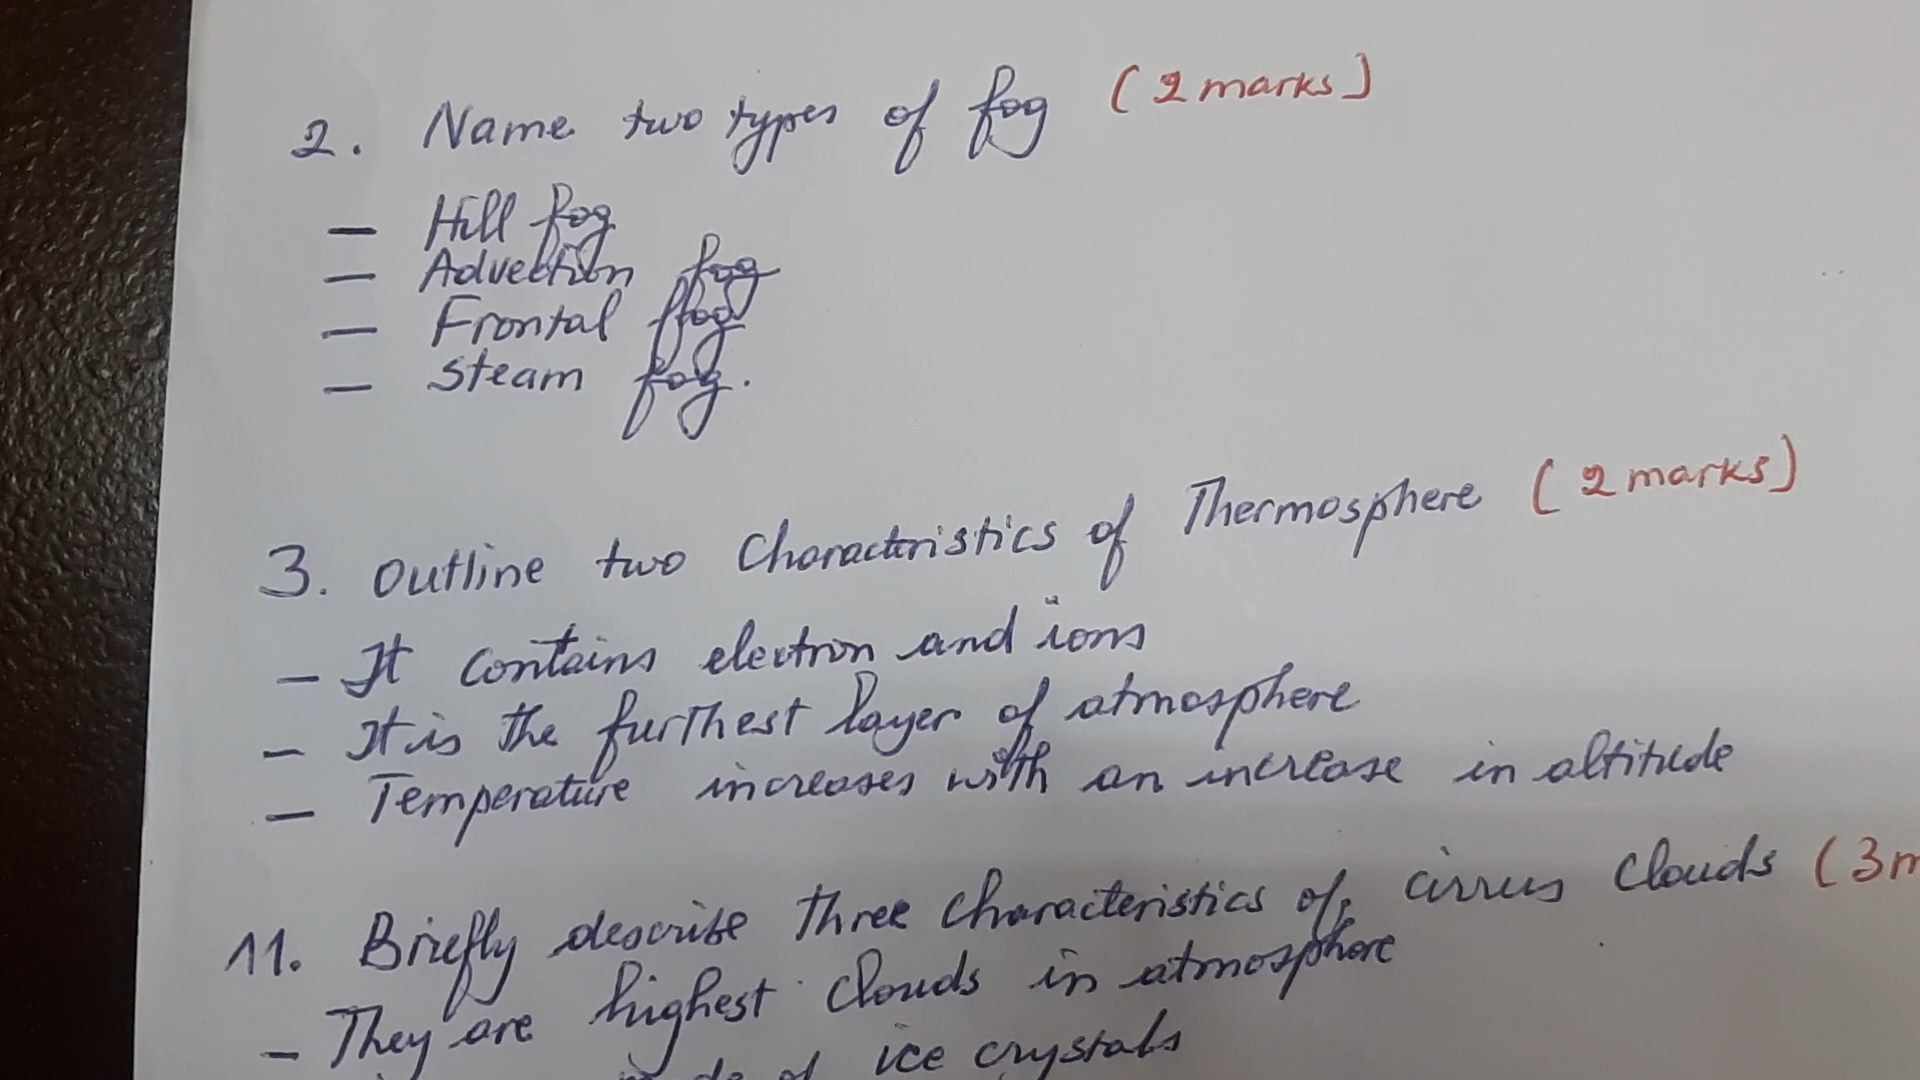 2. Name two types of fog (2 marks)
— Hill fog
— Advection fog
— Frontal fog
— Steam fog.
3. Outline two Characteristics of Thermosphere (2 marks)
— It contains electron and ions
— It is the furthest layer of atmosphere
— Temperature increases with an increase in altitude
11. Briefly describe three characteristics of cirrus clouds (3m
— They are highest clouds in atmosphere
of ice crystals